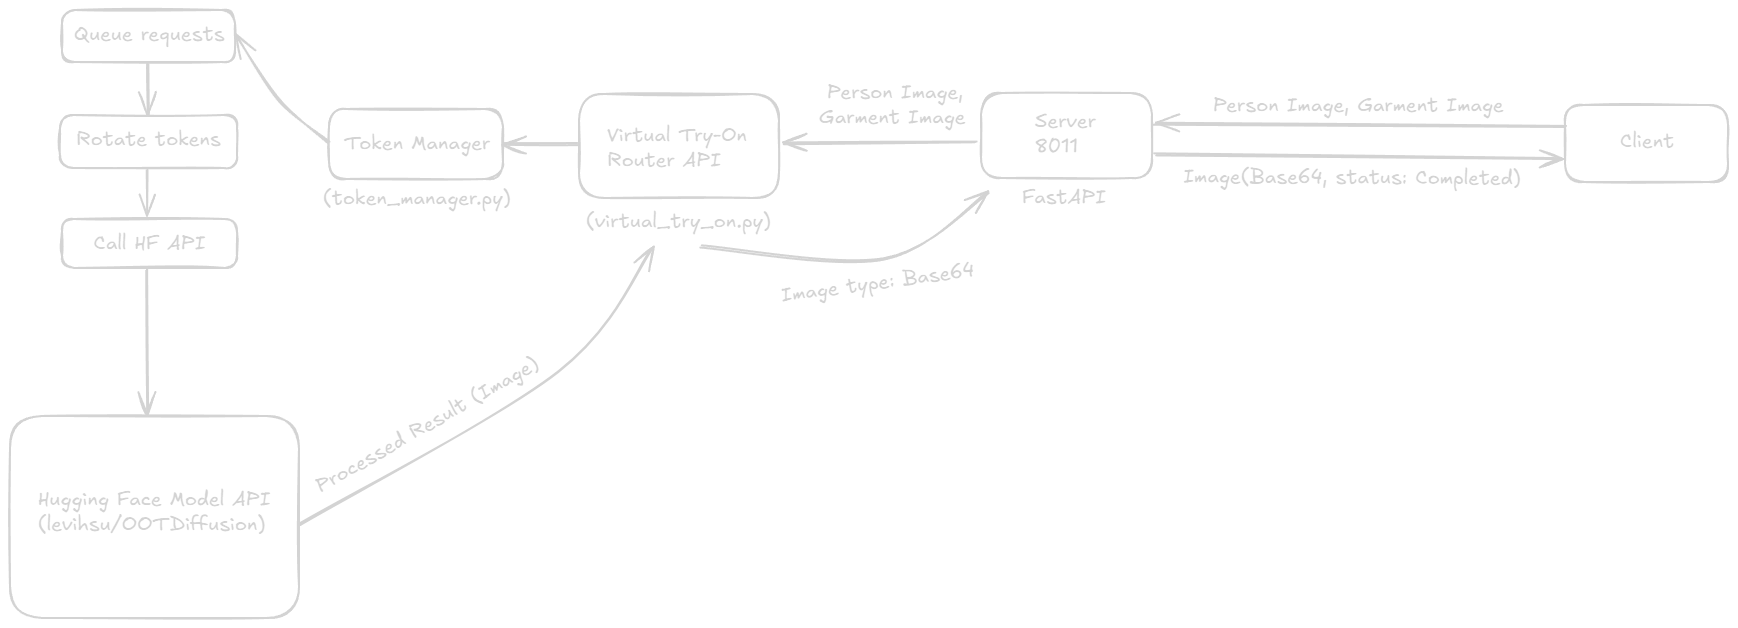 Queue requests
Rotate tokens
Call HF API
Hugging Face Model API
(levihsu/OOTDiffusion)
Processed Result (Image)
Token Manager
(token_manager.py)
Virtual Try-On
Router API
(virtual_try_on.py)
Image type: Base64
Person Image,
Garment Image
Server
8011
FastAPI
Person Image, Garment Image
Image(Base64, status: Completed)
Client